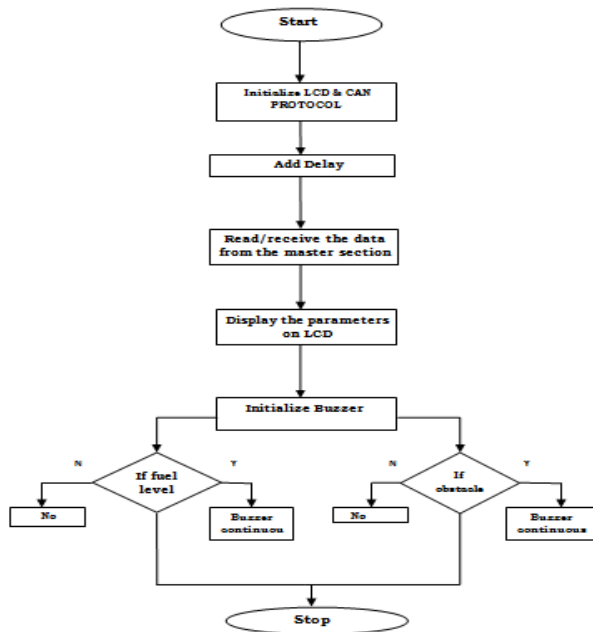 Start
Initialize LCD & CAN
PROTOCOL
Add Delay
Read/receive the data
from the master section
Display the parameters
on LCD
Initialize Buzzer
N
If fuel
level
Y
N
If
obstacle
Y
No
Buzzer
continuou
No
Buzzer
continuous
Stop